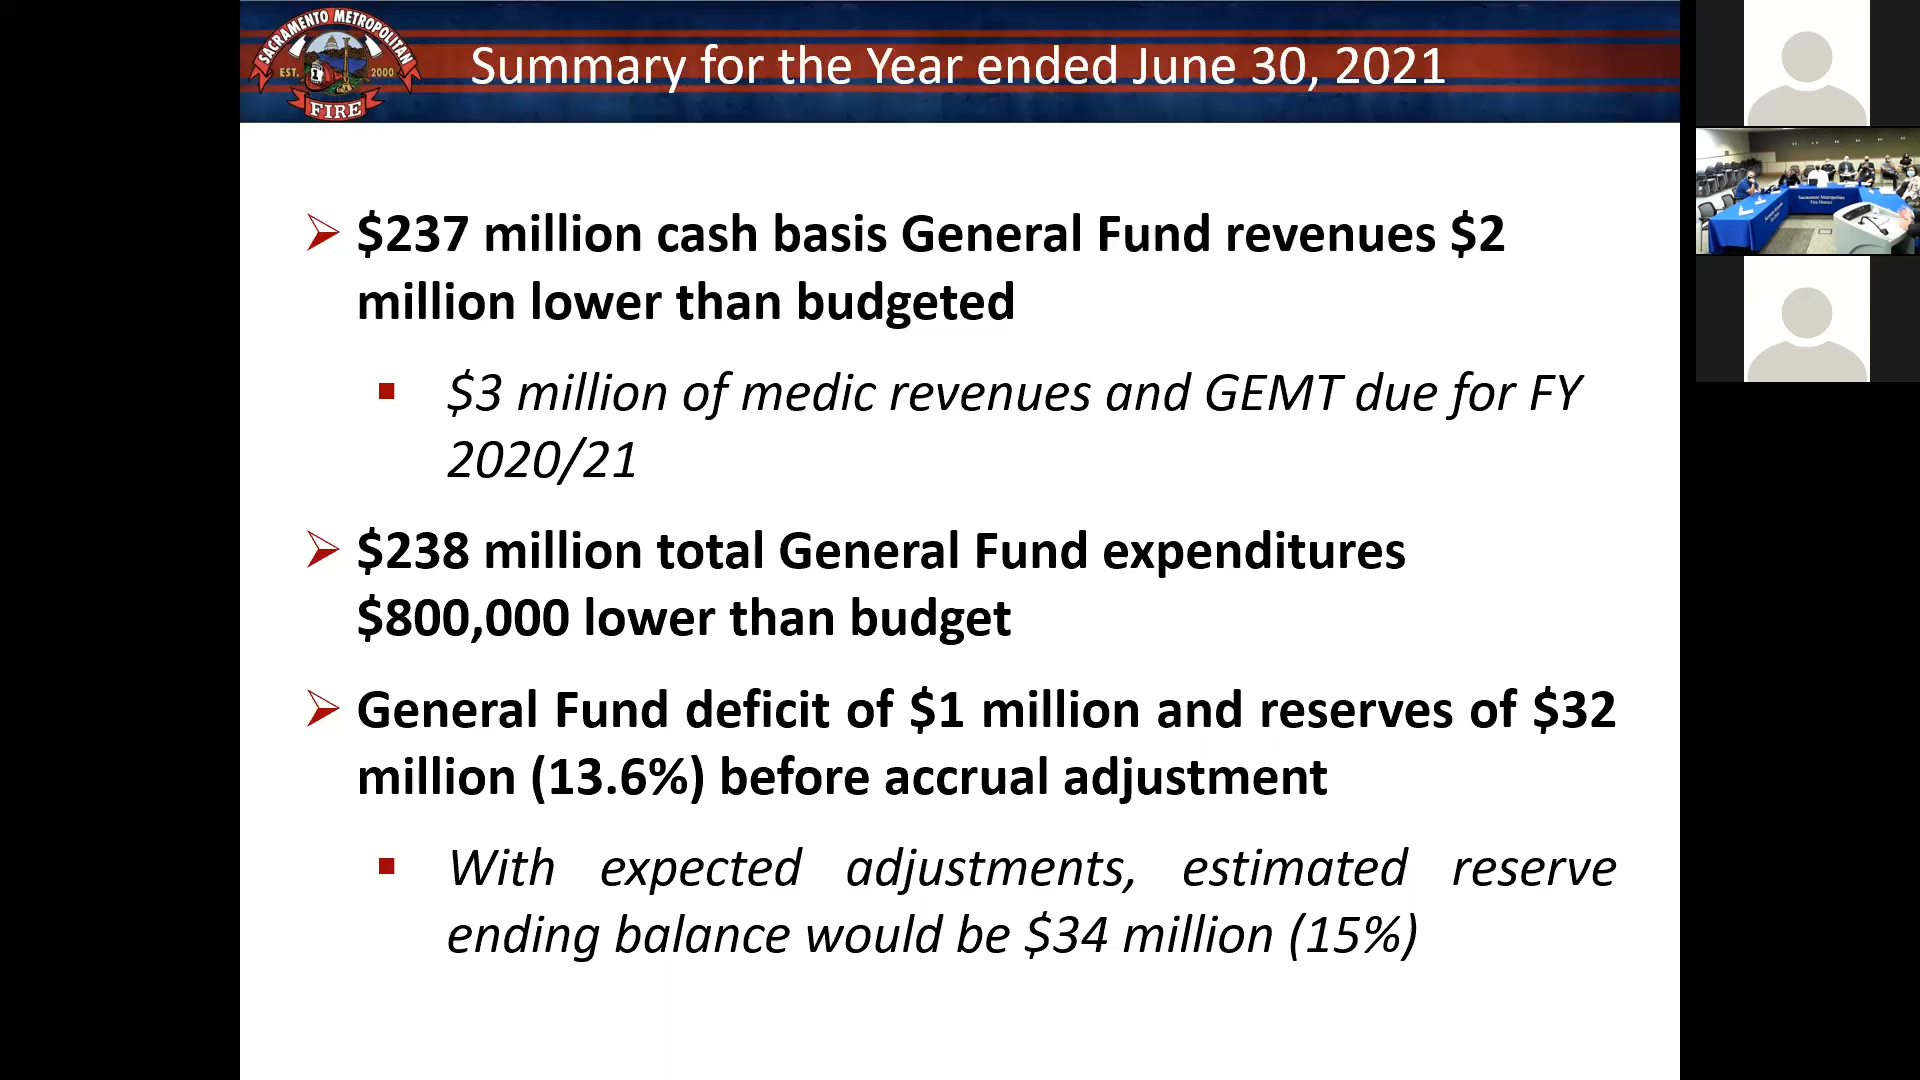 SACRAMENTO METROPOLITAN
EST. 2000
FIRE
Summary for the Year ended June 30, 2021
$237 million cash basis General Fund revenues $2
million lower than budgeted
$3 million of medic revenues and GEMT due for FY
2020/21
$238 million total General Fund expenditures
$800,000 lower than budget
General Fund deficit of $1 million and reserves of $32
million (13.6%) before accrual adjustment
With expected adjustments, estimated reserve
ending balance would be $34 million (15%)
Sacramento Metropolitan
Fire District